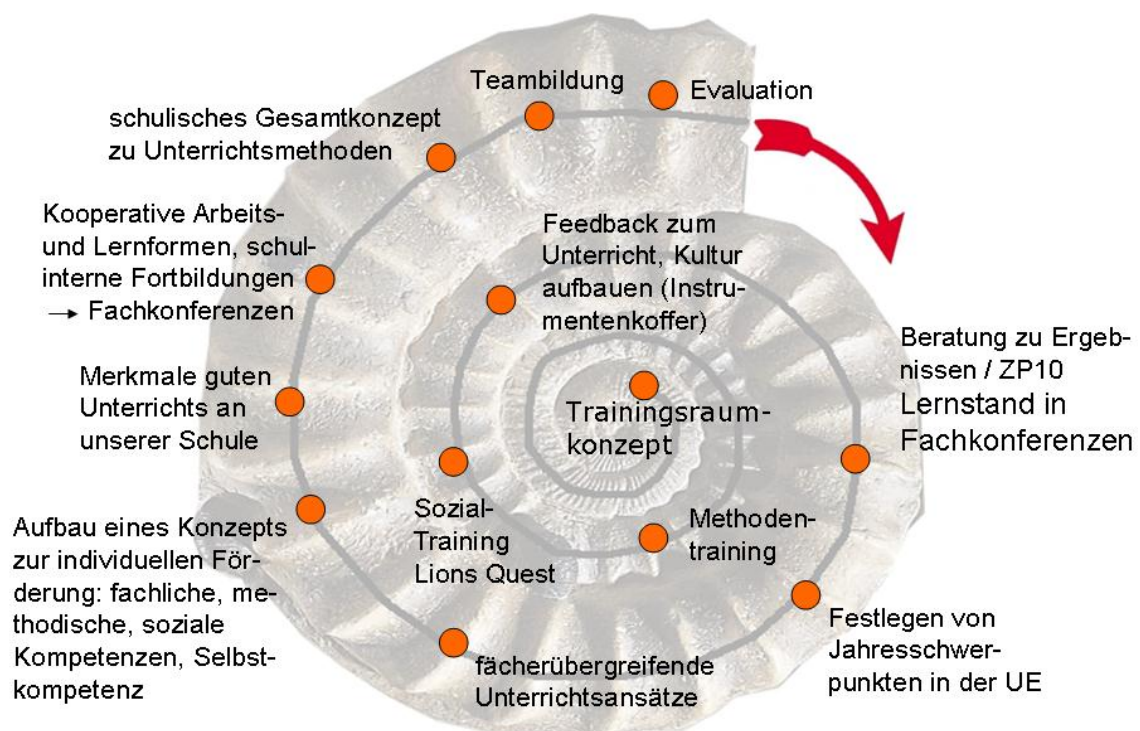 Teambildung
Evaluation
schulisches Gesamtkonzept
zu Unterrichtsmethoden
Kooperative Arbeits-
und Lernformen, schul-
interne Fortbildungen
→ Fachkonferenzen
Feedback zum
Unterricht, Kultur
aufbauen (Instru-
mentenkoffer)
Beratung zu Ergeb-
nissen / ZP10
Lernstand in
Fachkonferenzen
Merkmale guten
Unterrichts an
unserer Schule
Trainingsraum-
konzept
Aufbau eines Konzepts
zur individuellen För-
derung: fachliche, me-
thodische, soziale
Kompetenzen, Selbst-
kompetenz
Sozial-
Training
Lions Quest
Methoden-
training
Festlegen von
Jahresschwer-
punkten in der UE
fächerübergreifende
Unterrichtsansätze